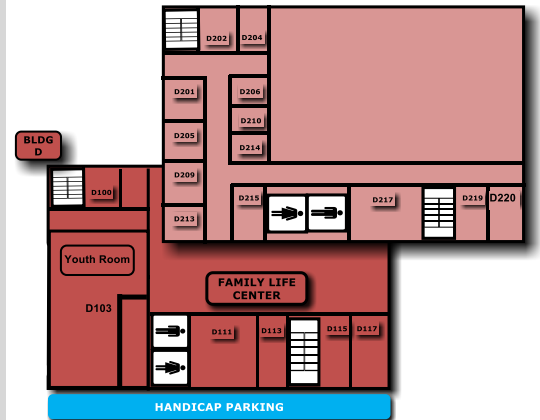 D202
D204
D201
D206
D210
D205
D214
BLDG
D
D209
D100
D215
D217
D219
D220
D213
Youth Room
FAMILY LIFE
CENTER
D103
D111
D113
D115
D117
HANDICAP PARKING